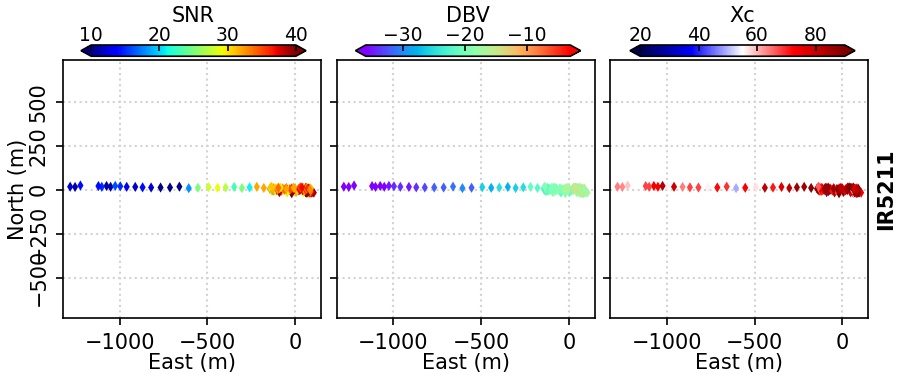 SNR DBV Xc
10 20 30 40 −30 −20 −10 20 40 60 80
North (m)
500
250
0
−250
−500
IR5211
−1000 −500 0 −1000 −500 0 −1000 −500 0
East (m) East (m) East (m)